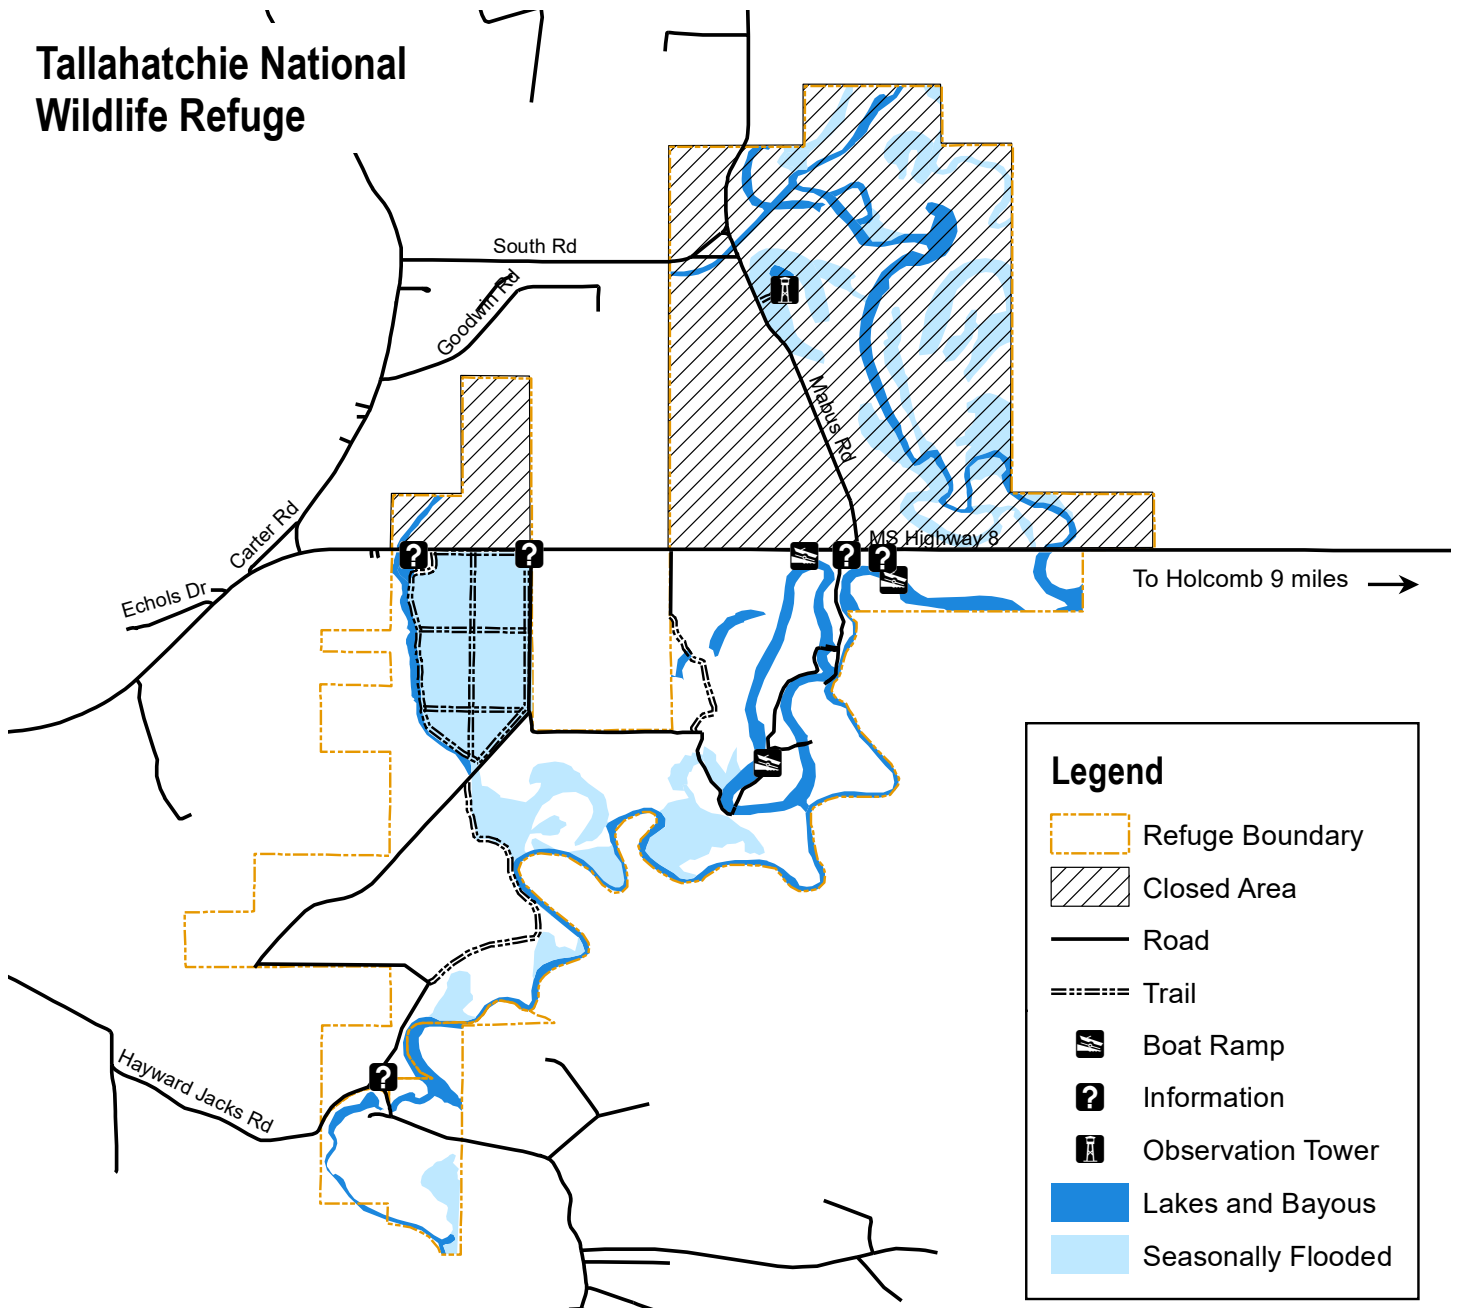 Tallahatchie National
Wildlife Refuge
South Rd
Goodwin Rd
Mabus Rd
Carter Rd
MS Highway 8
Echols Dr
To Holcomb 9 miles
Hayward Jacks Rd
Legend
Refuge Boundary
Closed Area
Road
Trail
? Boat Ramp
? Information
Observation Tower
Lakes and Bayous
Seasonally Flooded